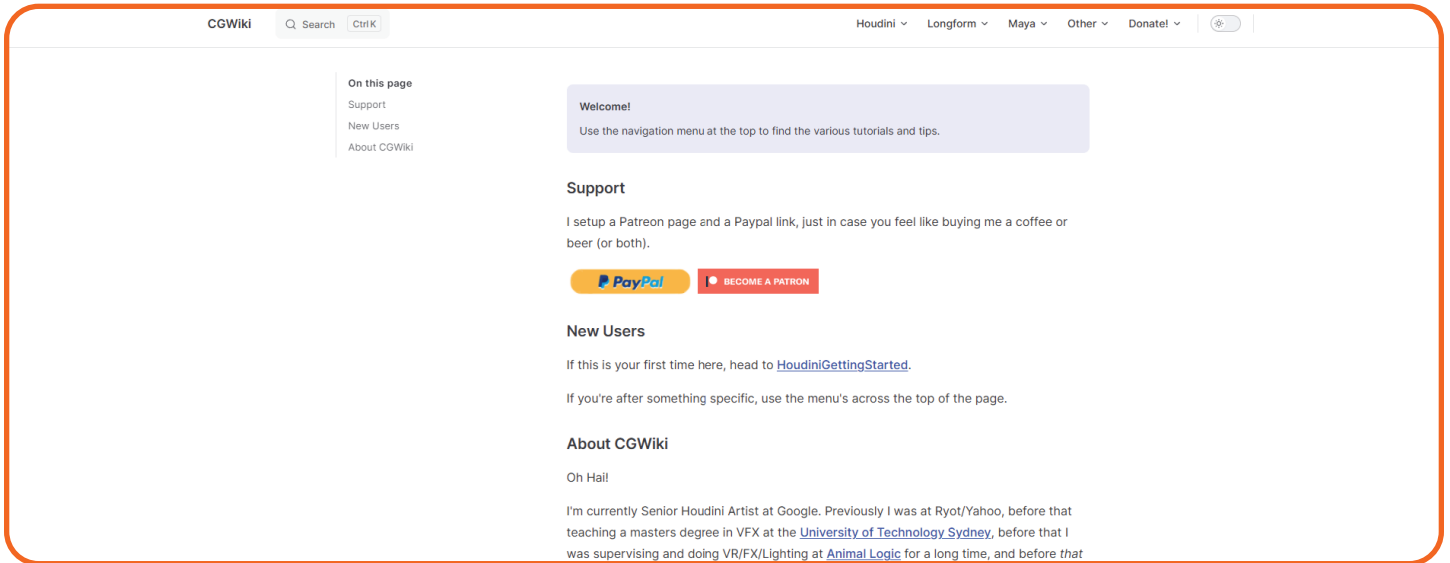 CGWiki
Search Ctrl K
Houdini Longform Maya Other Donate!
On this page
Support
New Users
About CGWiki
Welcome!
Use the navigation menu at the top to find the various tutorials and tips.
Support
I setup a Patreon page and a Paypal link, just in case you feel like buying me a coffee or
beer (or both).
PayPal BECOME A PATRON
New Users
If this is your first time here, head to HoudiniGettingStarted.
If you're after something specific, use the menu's across the top of the page.
About CGWiki
Oh Hai!
I'm currently Senior Houdini Artist at Google. Previously I was at Ryot/Yahoo, before that
teaching a masters degree in VFX at the University of Technology Sydney, before that I
was supervising and doing VR/FX/Lighting at Animal Logic for a long time, and before that